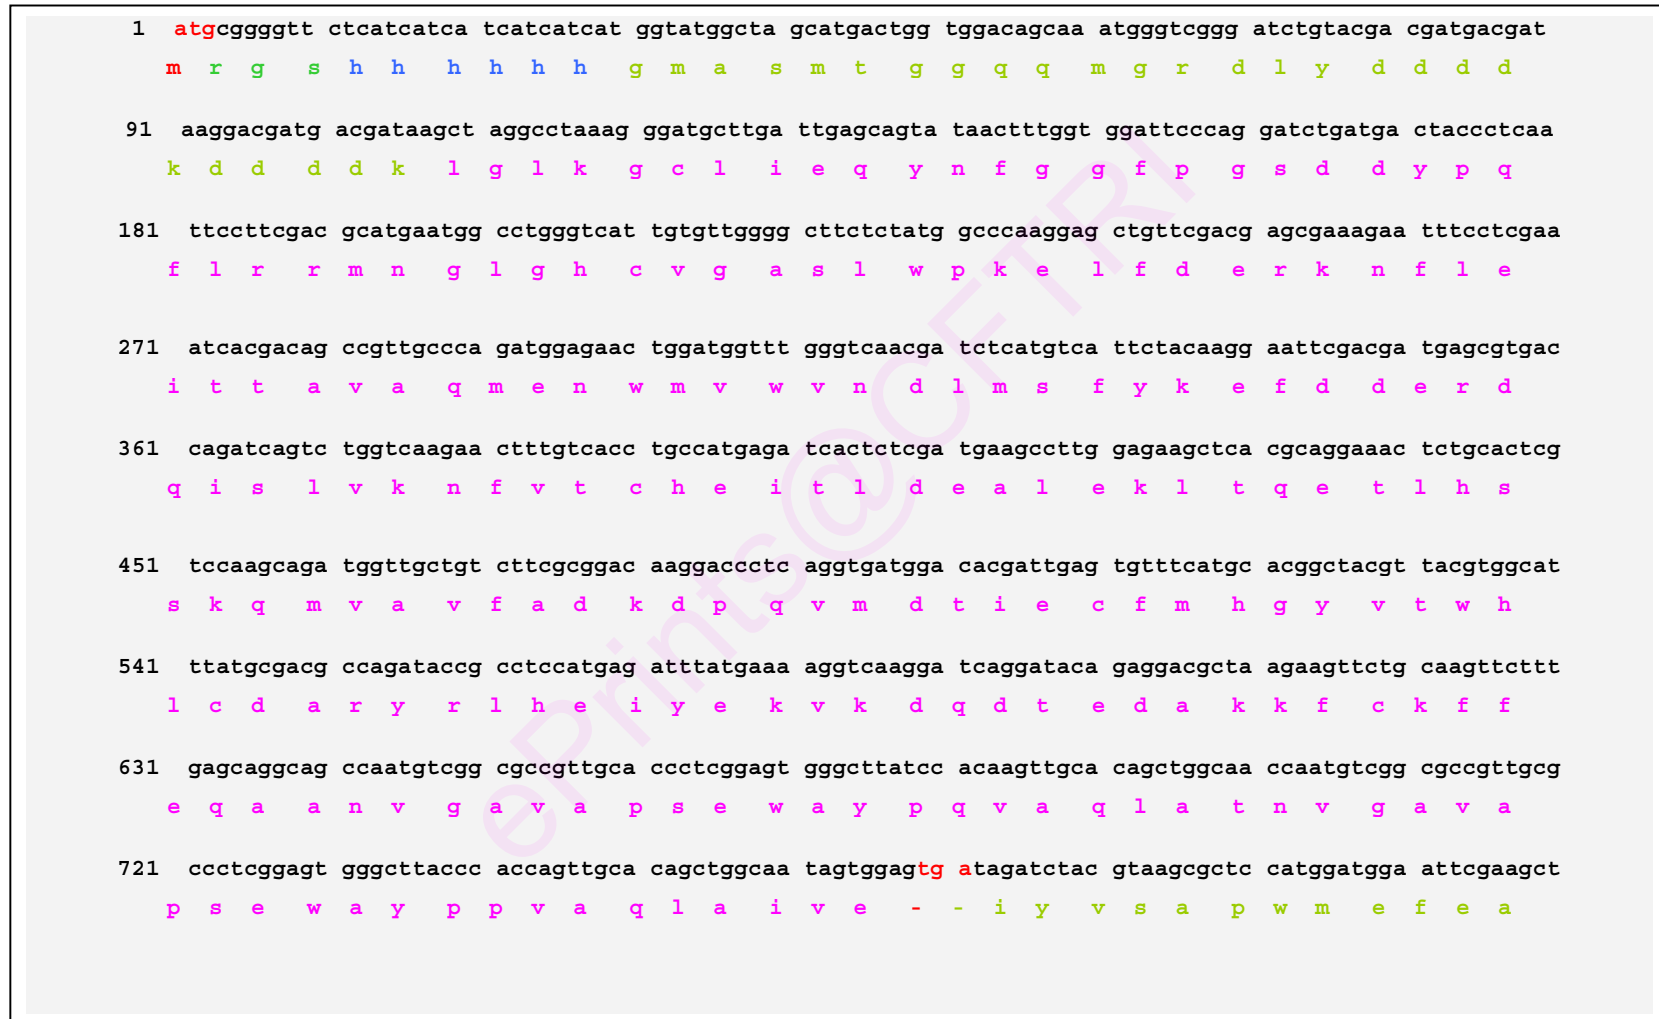 1 atgcggggtt ctcatcatca tcatcatcat ggtatggcta gcatgactgg tggacagcaa atgggtcggg atctgtacga cgatgacgat
m r g s h h h h h h g m a s m t g g q q m g r d l y d d d d
91 aaggacgatg acgataagct aggcctaaag ggatgcttga ttgagcagta taactttggt ggattcccag gatctgatga ctaccctcaa
k d d d d k l g l k g c l i e q y n f g g f p g s d d y p q
181 ttccttcgac gcatgaatgg cctgggtcat tgtgttgggg cttctctatg gcccaaggag ctgttcgacg agcgaaagaa tttcctcgaa
f l r r m n g l g h c v g a s l w p k e l f d e r k n f l e
271 atcacgacag ccgttgccca gatggagaac tggatggttt gggtcaacga tctcatgtca ttctacaagg aattcgacga tgagcgtgac
i t t a v a q m e n w m v w v n d l m s f y k e f d d e r d
361 cagatcagtc tggtcaagaa ctttgtcacc tgccatgaga tcactctcga tgaagccttg gagaagctca cgcaggaaac tctgcactcg
q i s l v k n f v t c h e i t l d e a l e k l t q e t l h s
451 tccaagcaga tggttgctgt cttcgcggac aaggaccctc aggtgatgga cacgattgag tgtttcatgc acggctacgt tacgtggcat
s k q m v a v f a d k d p q v m d t i e c f m h g y v t w h
541 ttatgcgacg ccagataccg cctccatgag atttatgaaa aggtcaagga tcaggataca gaggacgcta agaagttctg caagttcttt
l c d a r y r l h e i y e k v k d q d t e d a k k f c k f f
631 gagcaggcag ccaatgtcgg cgccgttgca ccctcggagt gggcttatcc acaagttgca cagctggcaa ccaatgtcgg cgccgttgcg
e q a a n v g a v a p s e w a y p q v a q l a t n v g a v a
721 ccctcggagt gggcttaccc accagttgca cagctggcaa tagtggagtg atagatctac gtaagcgctc catggatgga attcgaagct
p s e w a y p p v a q l a i v e - - i y v s a p w m e f e a
ePrints@CFTRI